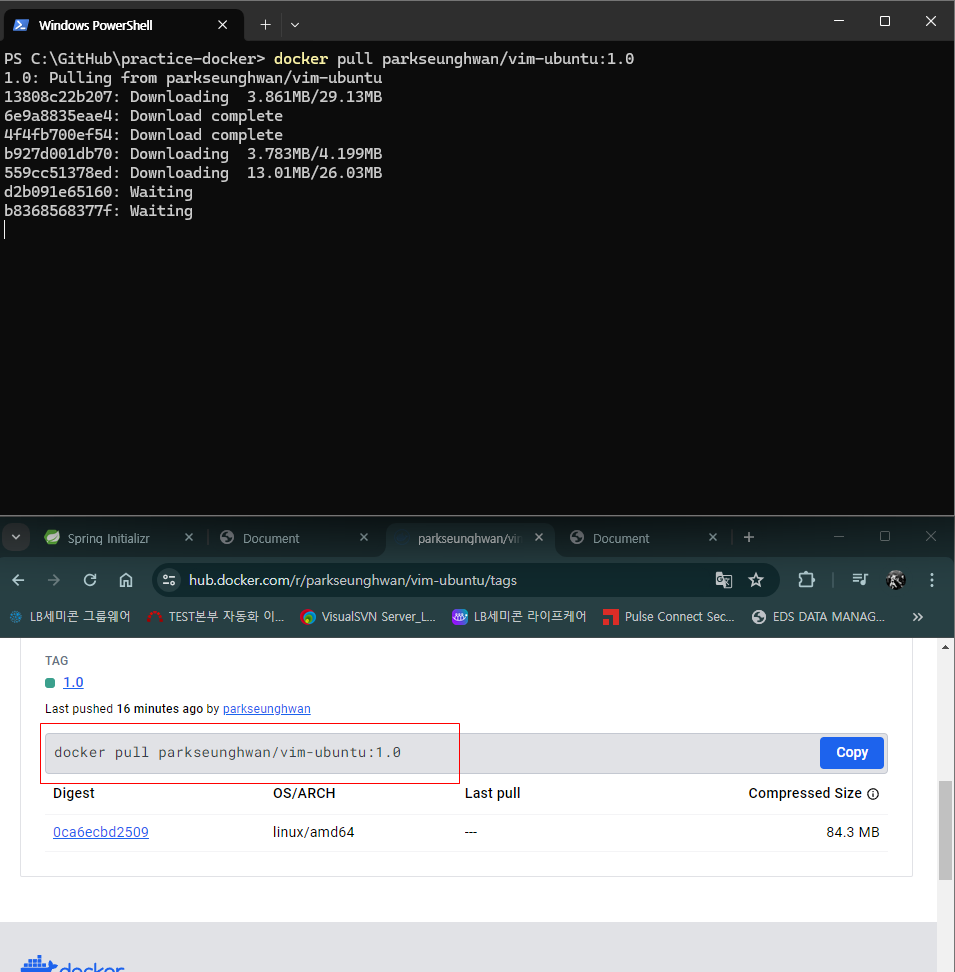 Windows PowerShell
PS C:\GitHub\practice-docker> docker pull parkseunghwan/vim-ubuntu:1.0
1.0: Pulling from parkseunghwan/vim-ubuntu
13808c22b207: Downloading  3.861MB/29.13MB
6e9a8835eae4: Download complete
4f4fb700ef54: Download complete
b927d001db70: Downloading  3.783MB/4.199MB
559cc51378ed: Downloading  13.01MB/26.03MB
d2b091e65160: Waiting
b8368568377f: Waiting
Spring Initializr Document parkseunghwan/vim Document
hub.docker.com/r/parkseunghwan/vim-ubuntu/tags
LB세미콘 그룹웨어 TEST본부 자동화 이... VisualSVN Server_L... LB세미콘 라이프케어 Pulse Connect Sec... EDS DATA MANAG...
TAG
1.0
Last pushed 16 minutes ago by parkseunghwan
docker pull parkseunghwan/vim-ubuntu:1.0 Copy
Digest OS/ARCH Last pull Compressed Size
0ca6ecbd2509 linux/amd64 --- 84.3 MB
docker